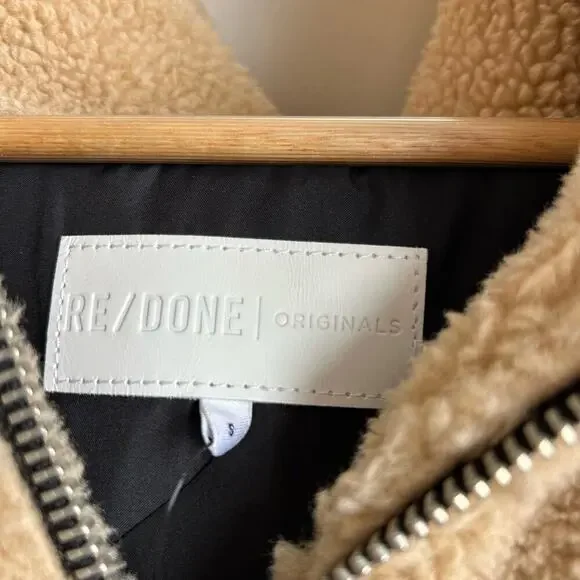 RE/DONE | ORIGINALS
S